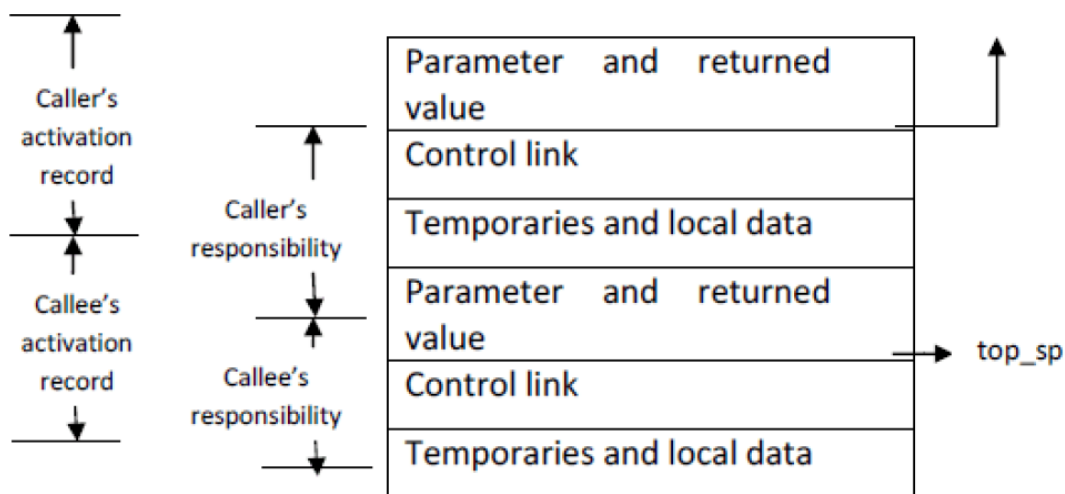 Caller's
activation
record
Callee's
activation
record
Caller's
responsibility
Callee's
responsibility
Parameter and returned
value
Control link
Temporaries and local data
Parameter and returned
value
Control link
Temporaries and local data
top_sp